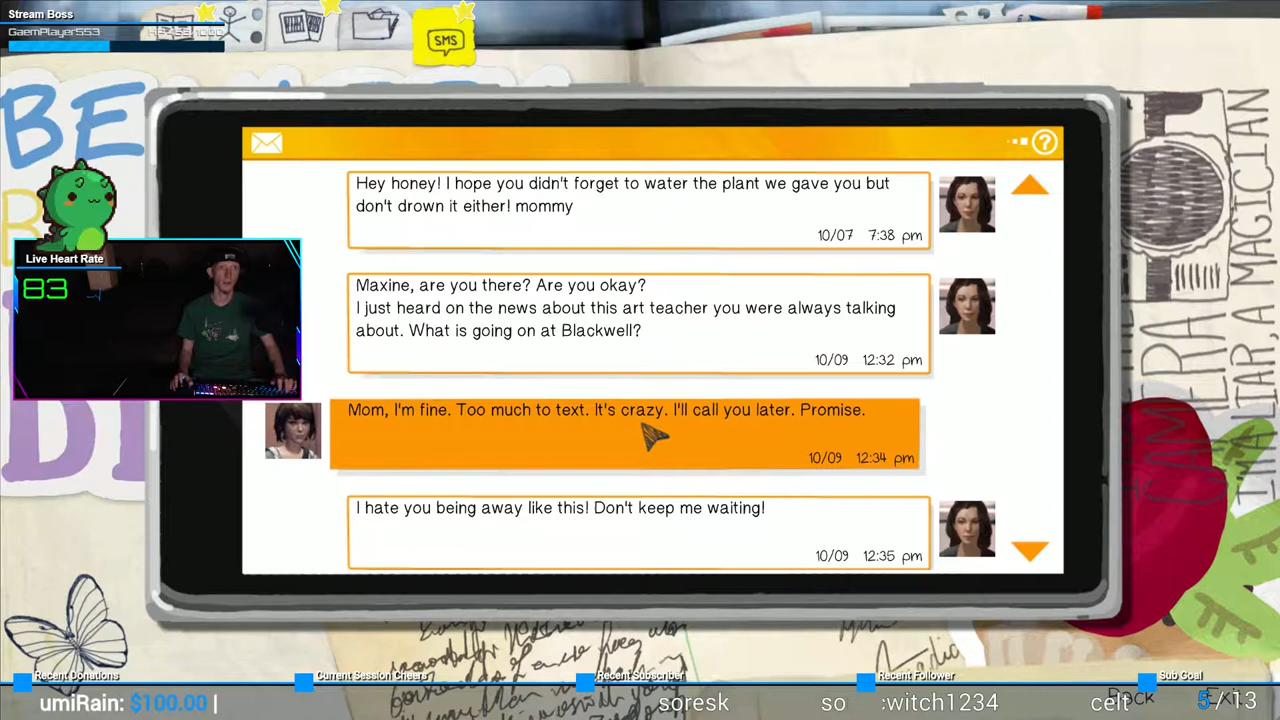 Stream Boss
GaemPlayer553
SMS
Live Heart Rate
83
Hey honey! I hope you didn't forget to water the plant we gave you but
don't drown it either! mommy
10/07 7:38 pm
Maxine, are you there? Are you okay?
I just heard on the news about this art teacher you were always talking
about. What is going on at Blackwell?
10/09 12:32 pm
Mom, I'm fine. Too much to text. It's crazy. I'll call you later. Promise.
10/09 12:34 pm
I hate you being away like this! Don't keep me waiting!
10/09 12:35 pm
Recent Donations
Current Session Cheers
Recent Subscriber
Recent Follower
Sub Goal
umiRain: $100.00 |
soresk
so
:witch1234
celt
5 / 13